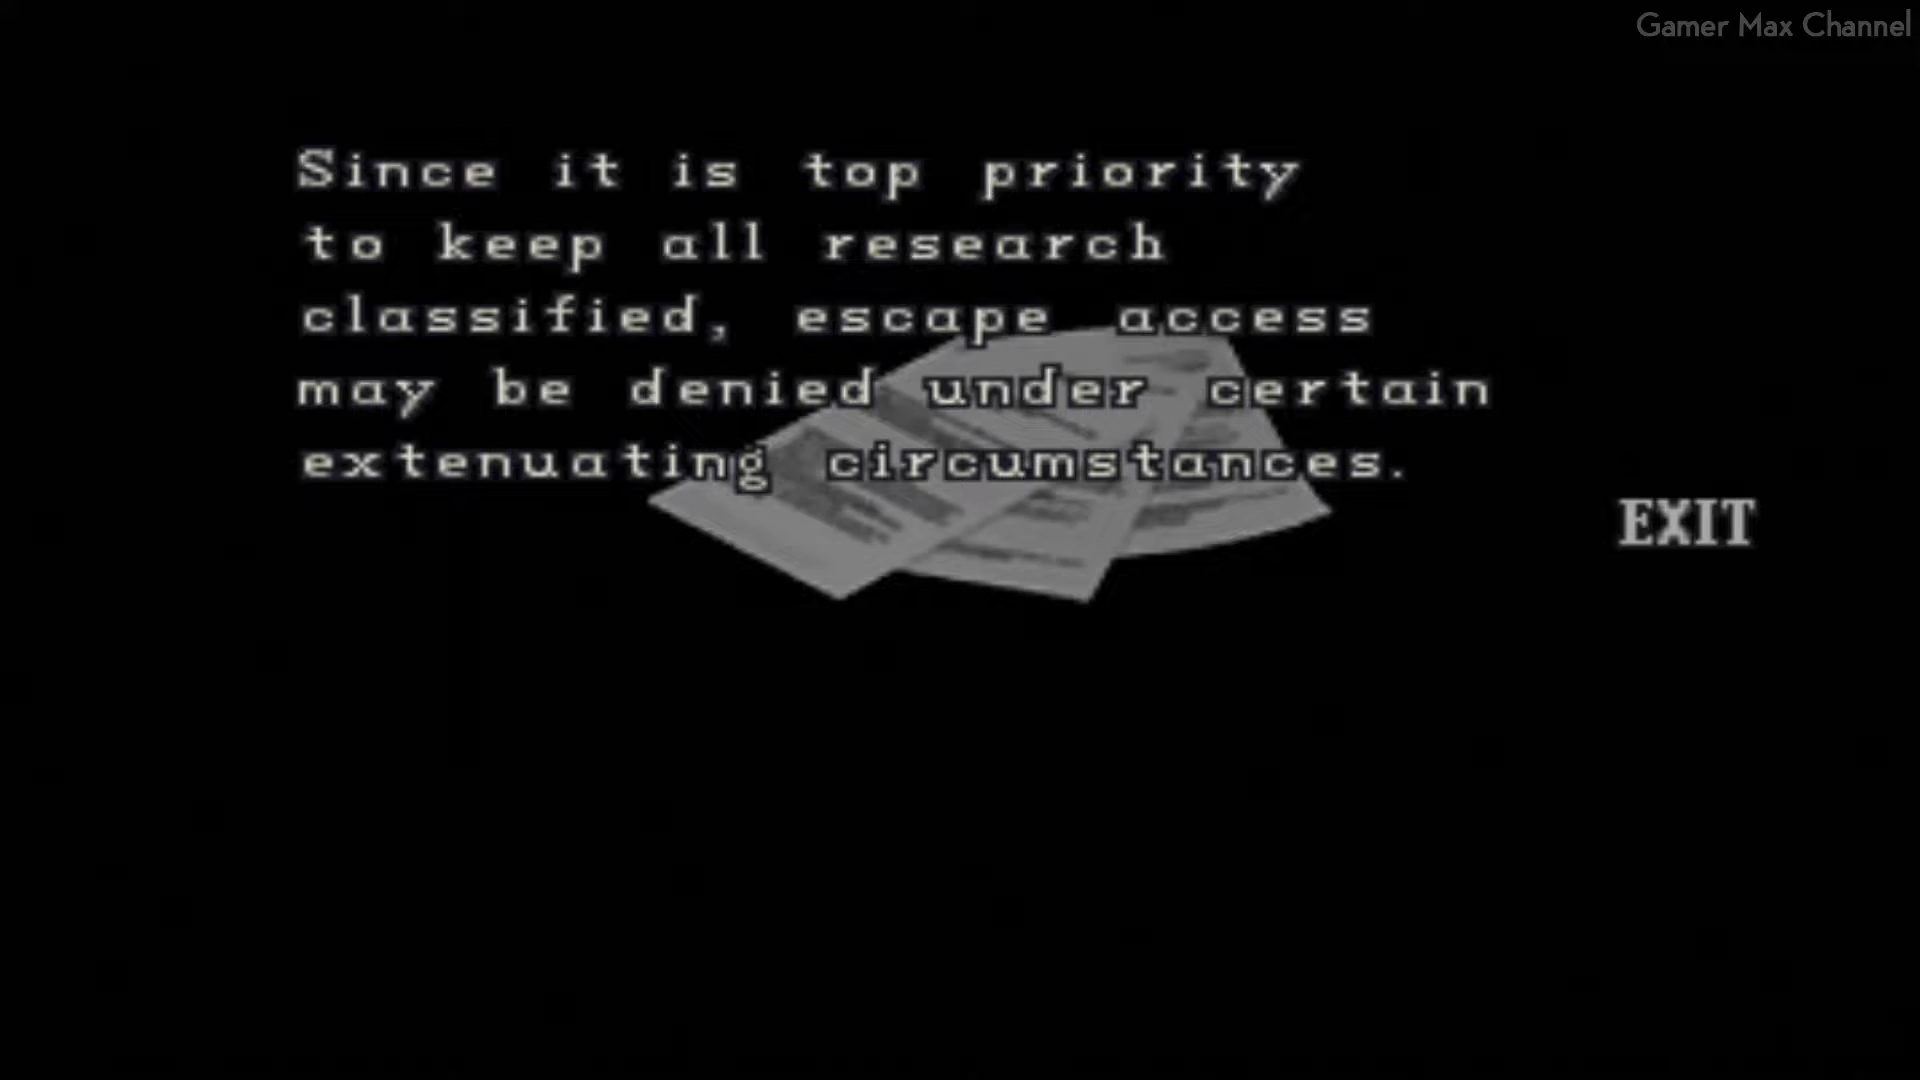 Gamer Max Channel
Since it is top priority
to keep all research
classified, escape access
may be denied under certain
extenuating circumstances.
EXIT